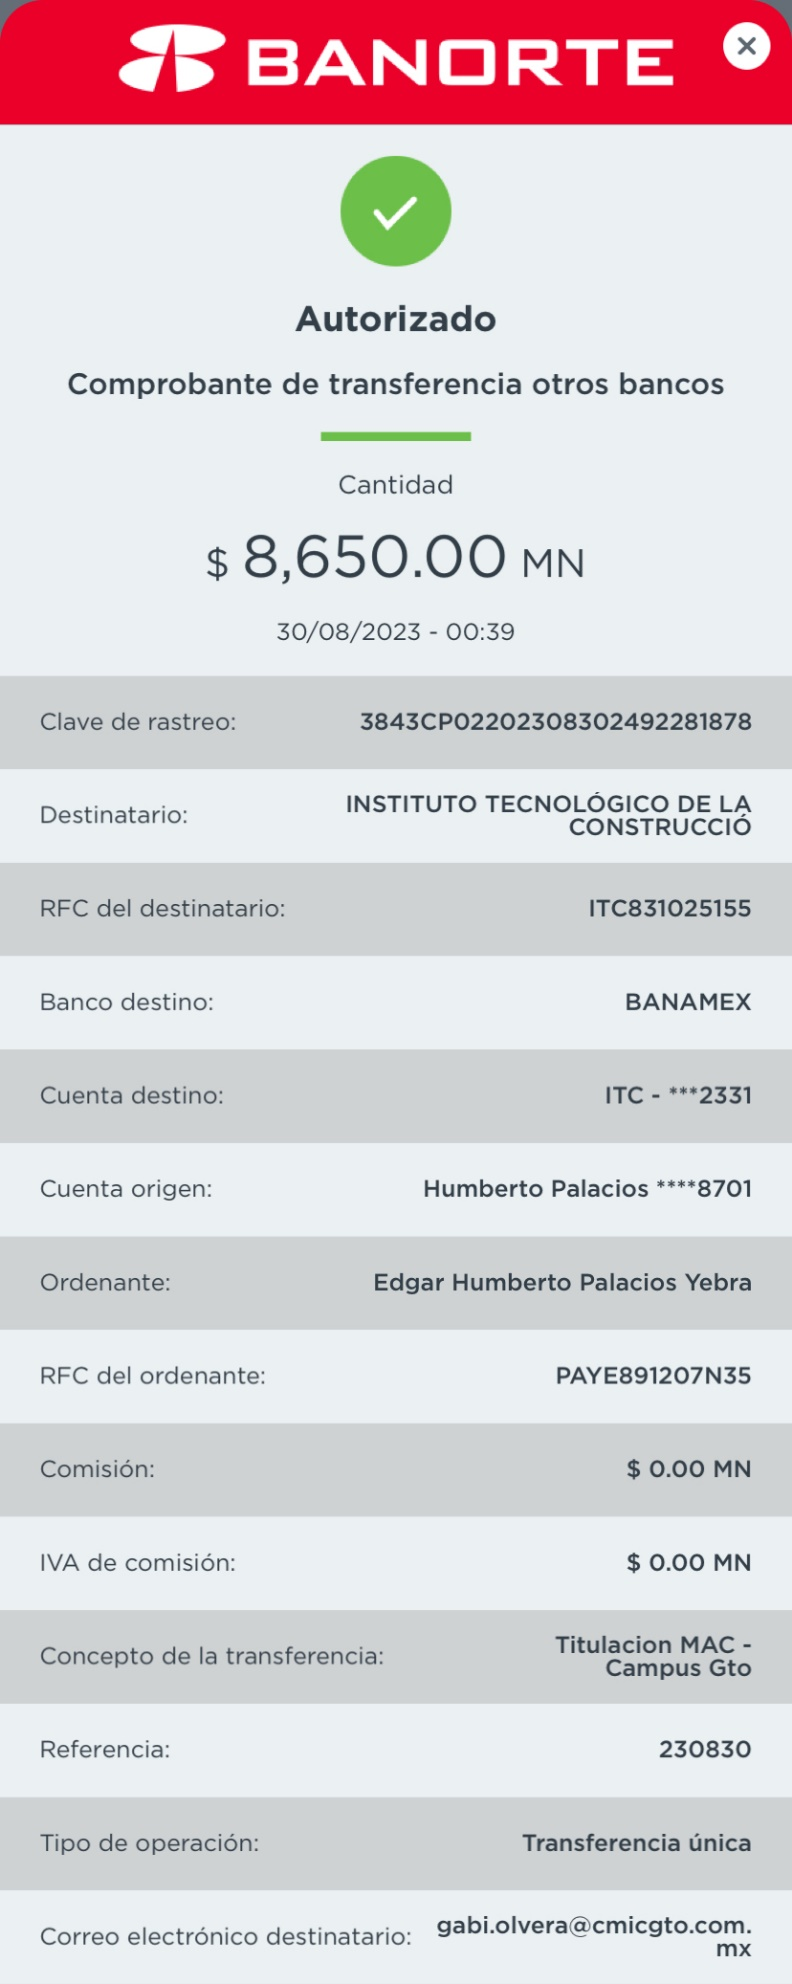 BANORTE
Autorizado
Comprobante de transferencia otros bancos
Cantidad
$ 8,650.00 MN
30/08/2023 - 00:39
Clave de rastreo: 3843CP02202308302492281878
Destinatario: INSTITUTO TECNOLÓGICO DE LA
CONSTRUCCIÓ
RFC del destinatario: ITC831025155
Banco destino: BANAMEX
Cuenta destino: ITC - ***2331
Cuenta origen: Humberto Palacios ****8701
Ordenante: Edgar Humberto Palacios Yebra
RFC del ordenante: PAYE891207N35
Comisión: $ 0.00 MN
IVA de comisión: $ 0.00 MN
Concepto de la transferencia: Titulacion MAC -
Campus Gto
Referencia: 230830
Tipo de operación: Transferencia única
Correo electrónico destinatario: gabi.olvera@cmicgto.com.
mx